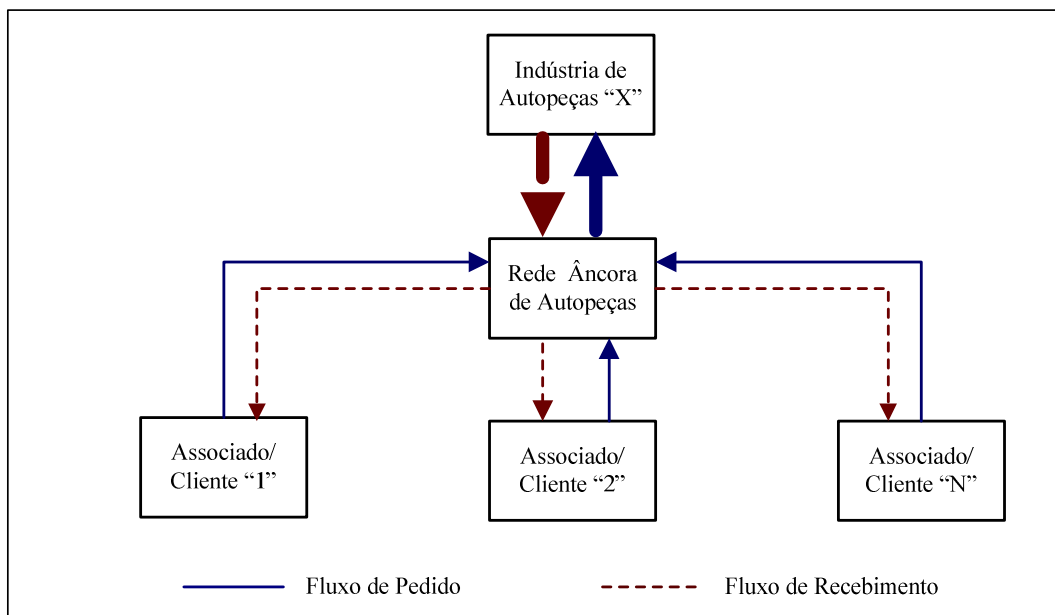 Indústria de
Autopeças “X”
Rede Âncora
de Autopeças
Associado/
Cliente “1”
Associado/
Cliente “2”
Associado/
Cliente “N”
Fluxo de Pedido
Fluxo de Recebimento